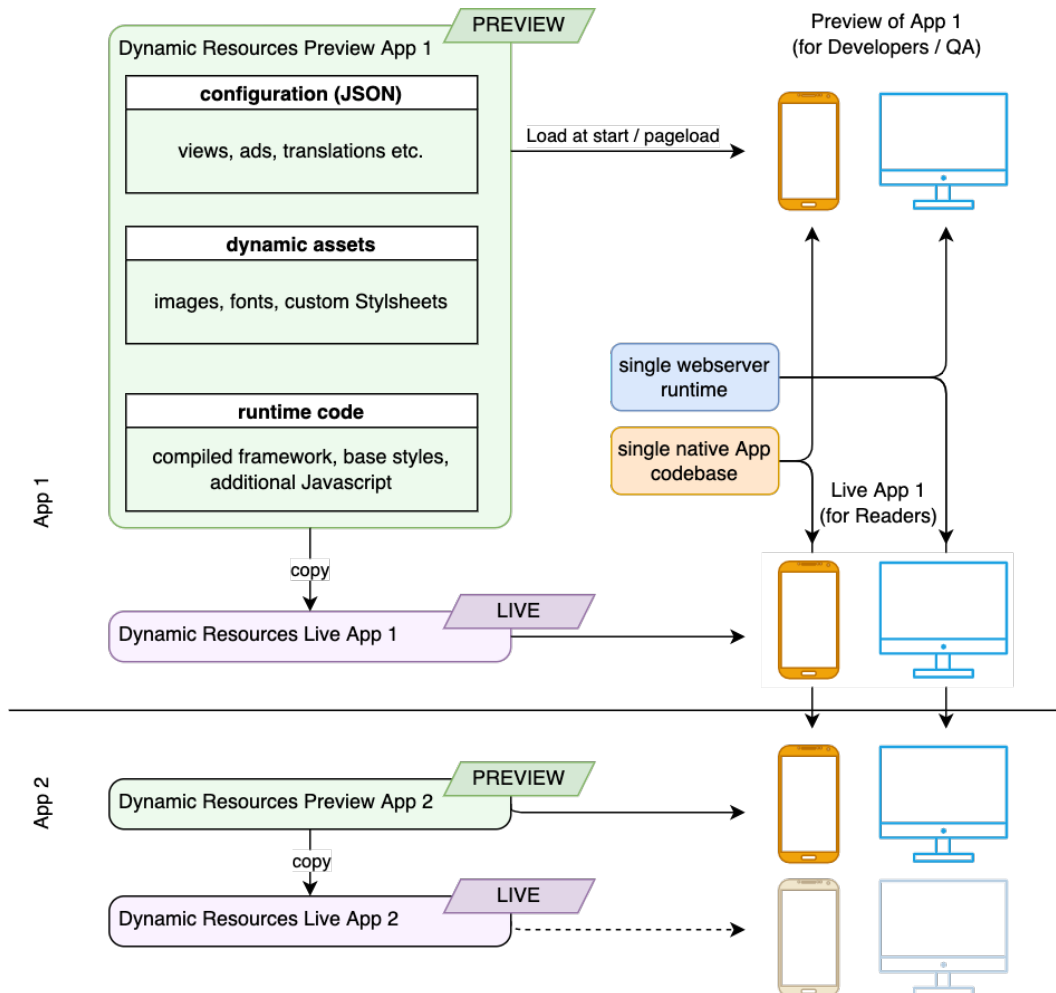 PREVIEW
Dynamic Resources Preview App 1
configuration (JSON)
views, ads, translations etc.
dynamic assets
images, fonts, custom Stylsheets
runtime code
compiled framework, base styles,
additional Javascript
Load at start / pageload
Preview of App 1
(for Developers / QA)
single webserver
runtime
single native App
codebase
Live App 1
(for Readers)
App 1
copy
LIVE
Dynamic Resources Live App 1
App 2
PREVIEW
Dynamic Resources Preview App 2
copy
LIVE
Dynamic Resources Live App 2